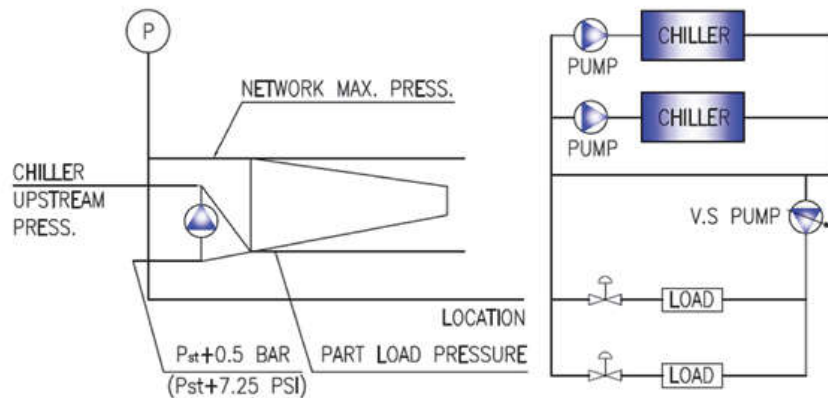 P
NETWORK MAX. PRESS.
CHILLER
UPSTREAM
PRESS.
LOCATION
Pst+0.5 BAR
(Pst+7.25 PSI)
PART LOAD PRESSURE
CHILLER
PUMP
CHILLER
PUMP
V.S PUMP
LOAD
LOAD